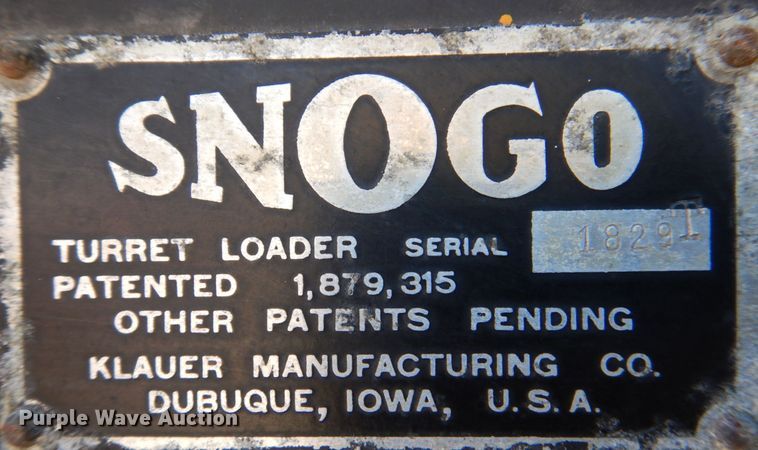 SNOGO
TURRET LOADER SERIAL 1829T
PATENTED 1,879,315
OTHER PATENTS PENDING
KLAUER MANUFACTURING CO.
DUBUQUE, IOWA, U.S.A.
Purple Wave Auction